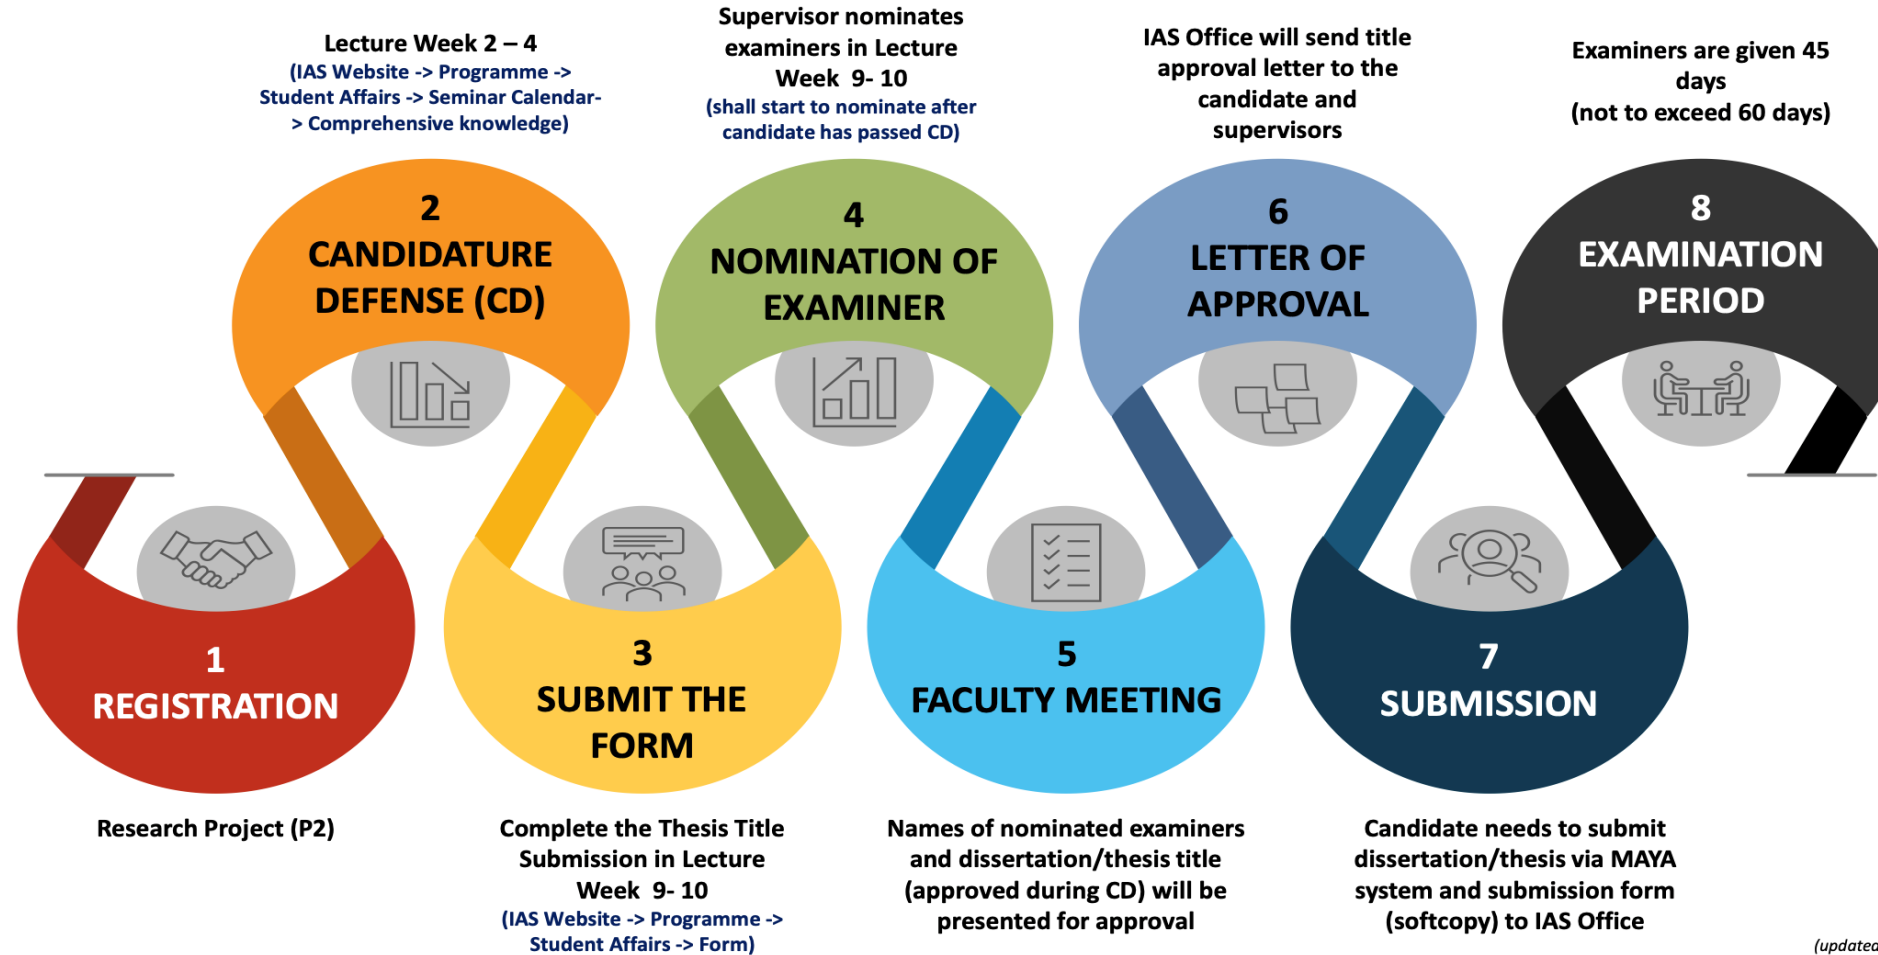 Lecture Week 2 – 4
(IAS Website -> Programme ->
Student Affairs -> Seminar Calendar-
> Comprehensive knowledge)
2
CANDIDATURE
DEFENSE (CD)
Supervisor nominates
examiners in Lecture
Week  9- 10
(shall start to nominate after
candidate has passed CD)
4
NOMINATION OF
EXAMINER
IAS Office will send title
approval letter to the
candidate and
supervisors
6
LETTER OF
APPROVAL
Examiners are given 45
days
(not to exceed 60 days)
8
EXAMINATION
PERIOD
1
REGISTRATION
Research Project (P2)
3
SUBMIT THE
FORM
Complete the Thesis Title
Submission in Lecture
Week  9- 10
(IAS Website -> Programme ->
Student Affairs -> Form)
5
FACULTY MEETING
Names of nominated examiners
and dissertation/thesis title
(approved during CD) will be
presented for approval
7
SUBMISSION
Candidate needs to submit
dissertation/thesis via MAYA
system and submission form
(softcopy) to IAS Office
(updated